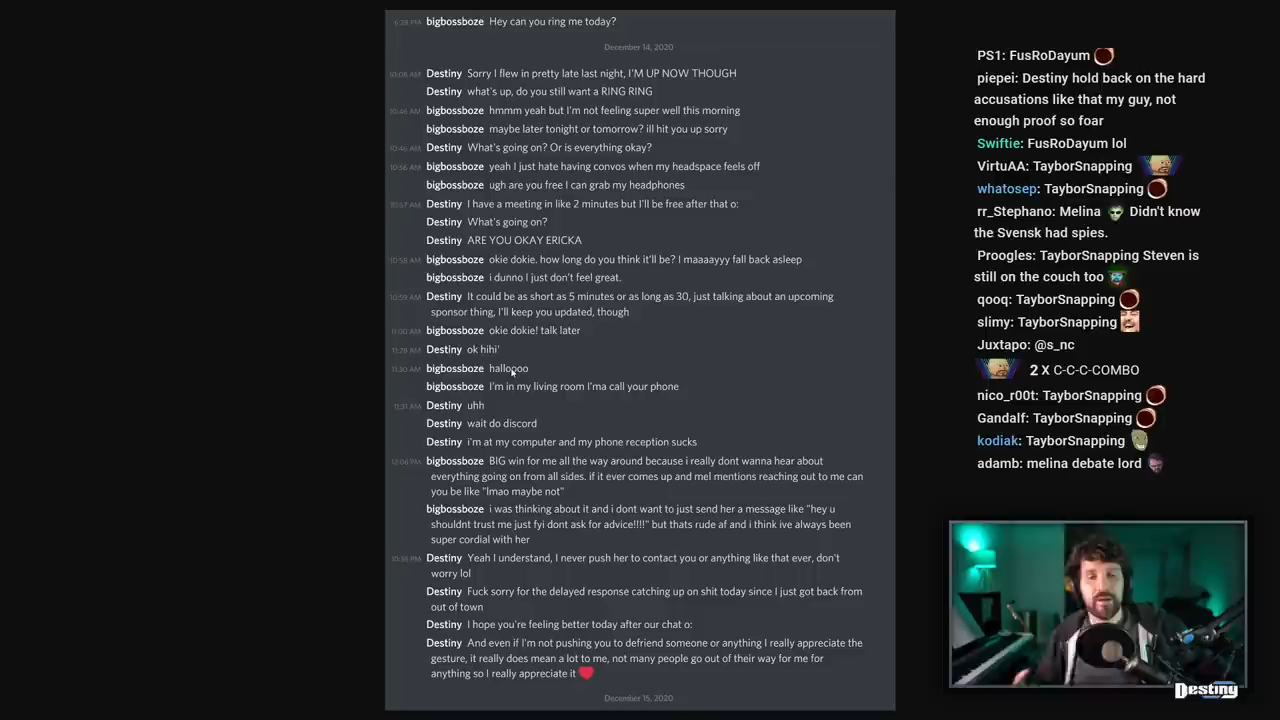 6:28 PM bigbossboze Hey can you ring me today?
December 14, 2020
10:08 AM Destiny Sorry I flew in pretty late last night, I'M UP NOW THOUGH
Destiny what's up, do you still want a RING RING
10:46 AM bigbossboze hmmm yeah but I'm not feeling super well this morning
bigbossboze maybe later tonight or tomorrow? ill hit you up sorry
10:46 AM Destiny What's going on? Or is everything okay?
10:56 AM bigbossboze yeah I just hate having convos when my headspace feels off
bigbossboze ugh are you free I can grab my headphones
10:57 AM Destiny I have a meeting in like 2 minutes but I'll be free after that o:
Destiny What's going on?
Destiny ARE YOU OKAY ERICKA
10:58 AM bigbossboze okie dokie. how long do you think it'll be? I maaaayyy fall back asleep
bigbossboze i dunno I just don't feel great.
10:59 AM Destiny It could be as short as 5 minutes or as long as 30, just talking about an upcoming
sponsor thing, I'll keep you updated, though
11:00 AM bigbossboze okie dokie! talk later
11:28 AM Destiny ok hihi'
11:30 AM bigbossboze halloooo
bigbossboze I'm in my living room I'ma call your phone
11:31 AM Destiny uhh
Destiny wait do discord
Destiny i'm at my computer and my phone reception sucks
12:06 PM bigbossboze BIG win for me all the way around because i really dont wanna hear about
everything going on from all sides. if it ever comes up and mel mentions reaching out to me can
you be like "lmao maybe not"
bigbossboze i was thinking about it and i dont want to just send her a message like "hey u
shouldnt trust me just fyi dont ask for advice!!!!" but thats rude af and i think ive always been
super cordial with her
10:38 PM Destiny Yeah I understand, I never push her to contact you or anything like that ever, don't
worry lol
Destiny Fuck sorry for the delayed response catching up on shit today since I just got back from
out of town
Destiny I hope you're feeling better today after our chat o:
Destiny And even if I'm not pushing you to defriend someone or anything I really appreciate the
gesture, it really does mean a lot to me, not many people go out of their way for me for
anything so I really appreciate it
December 15, 2020
PS1: FusRoDayum
piepei: Destiny hold back on the hard
accusations like that my guy, not
enough proof so foar
Swiftie: FusRoDayum lol
VirtuAA: TayborSnapping
whatosep: TayborSnapping
rr_Stephano: Melina Didn't know
the Svensk had spies.
Proogles: TayborSnapping Steven is
still on the couch too
qooq: TayborSnapping
slimy: TayborSnapping
Juxtapo: @s_nc
2 X C-C-C-COMBO
nico_r00t: TayborSnapping
Gandalf: TayborSnapping
kodiak: TayborSnapping
adamb: melina debate lord
Destiny